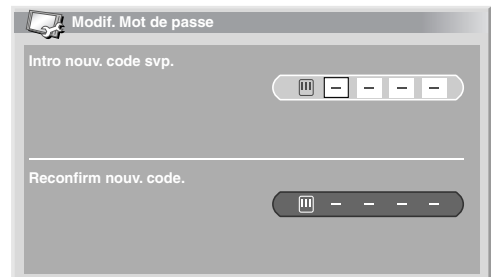 Modif. Mot de passe
Intro nouv. code svp.
– – – –
Reconfirm nouv. code.
– – – –